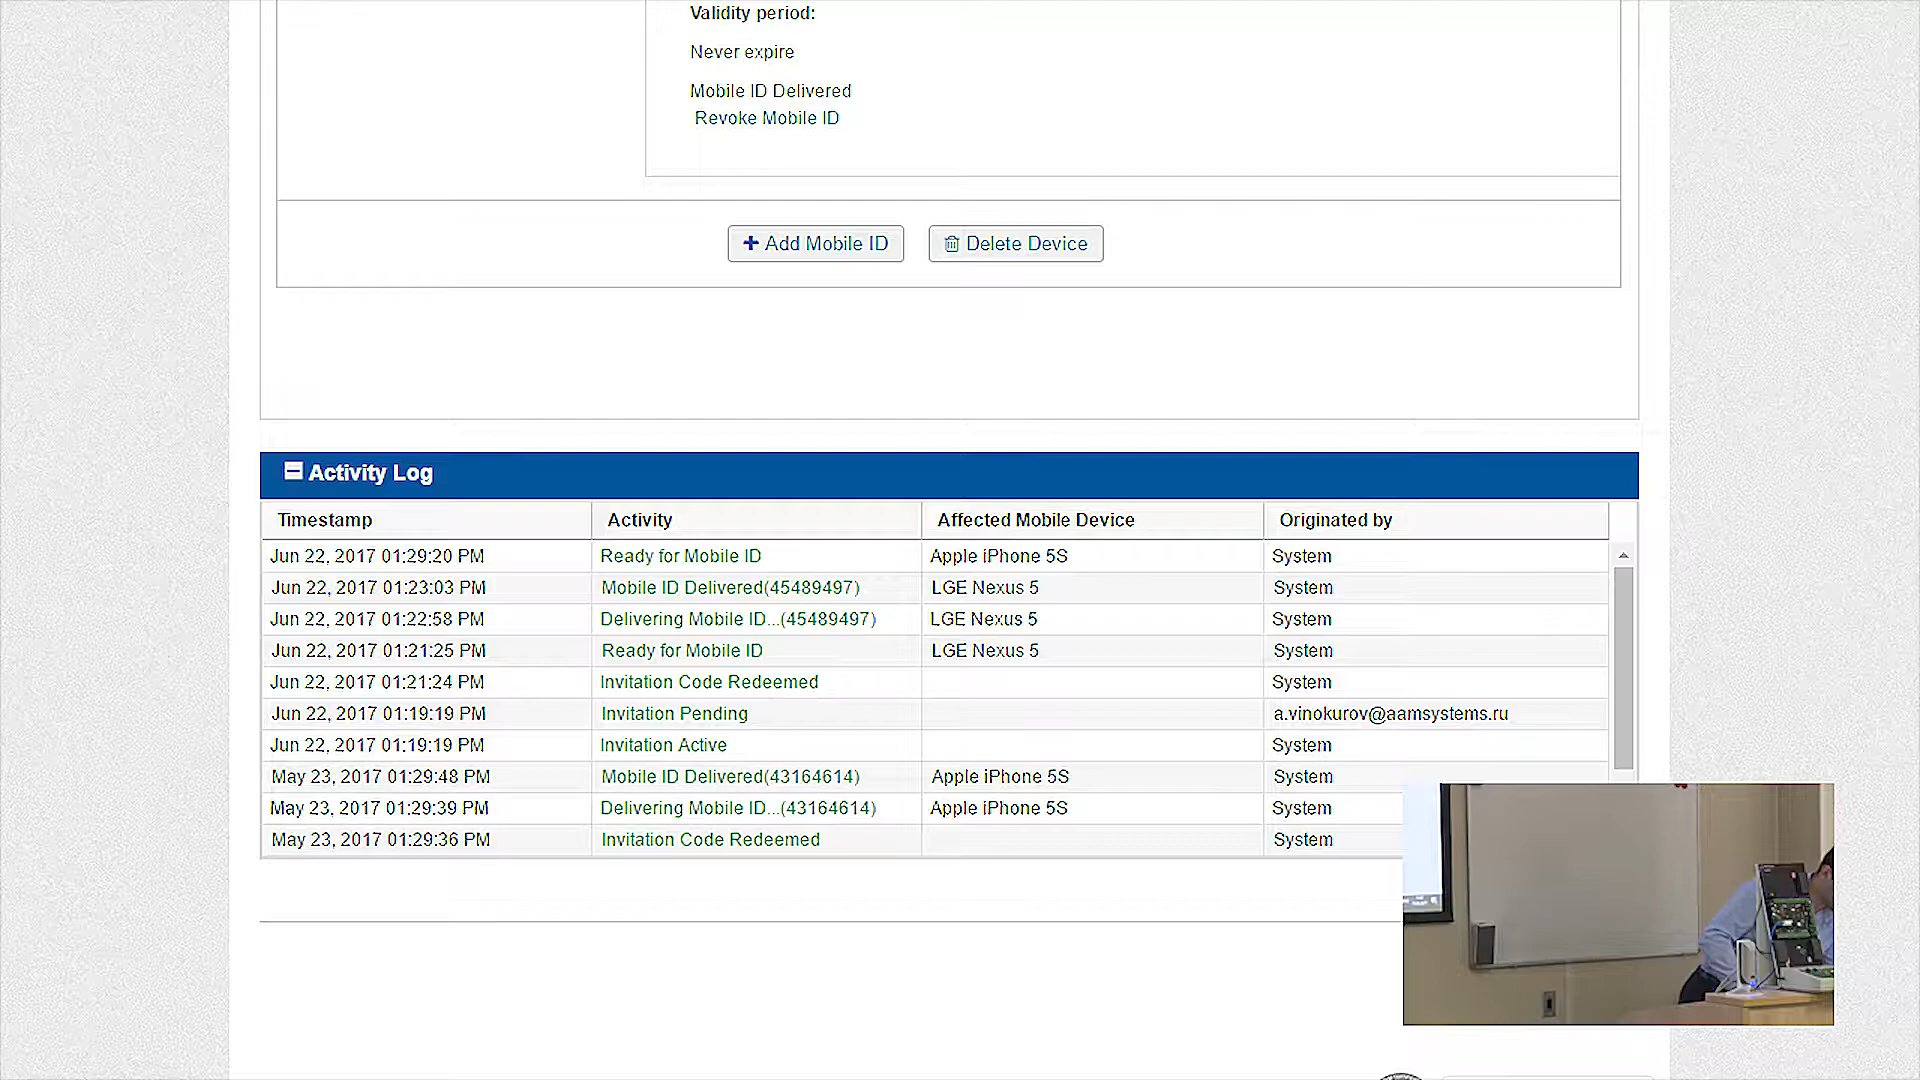 Validity period:
Never expire
Mobile ID Delivered
Revoke Mobile ID
Add Mobile ID Delete Device
Activity Log
Timestamp Activity Affected Mobile Device Originated by
Jun 22, 2017 01:29:20 PM Ready for Mobile ID Apple iPhone 5S System
Jun 22, 2017 01:23:03 PM Mobile ID Delivered(45489497) LGE Nexus 5 System
Jun 22, 2017 01:22:58 PM Delivering Mobile ID...(45489497) LGE Nexus 5 System
Jun 22, 2017 01:21:25 PM Ready for Mobile ID LGE Nexus 5 System
Jun 22, 2017 01:21:24 PM Invitation Code Redeemed System
Jun 22, 2017 01:19:19 PM Invitation Pending a.vinokurov@aamsystems.ru
Jun 22, 2017 01:19:19 PM Invitation Active System
May 23, 2017 01:29:48 PM Mobile ID Delivered(43164614) Apple iPhone 5S System
May 23, 2017 01:29:39 PM Delivering Mobile ID...(43164614) Apple iPhone 5S System
May 23, 2017 01:29:36 PM Invitation Code Redeemed System